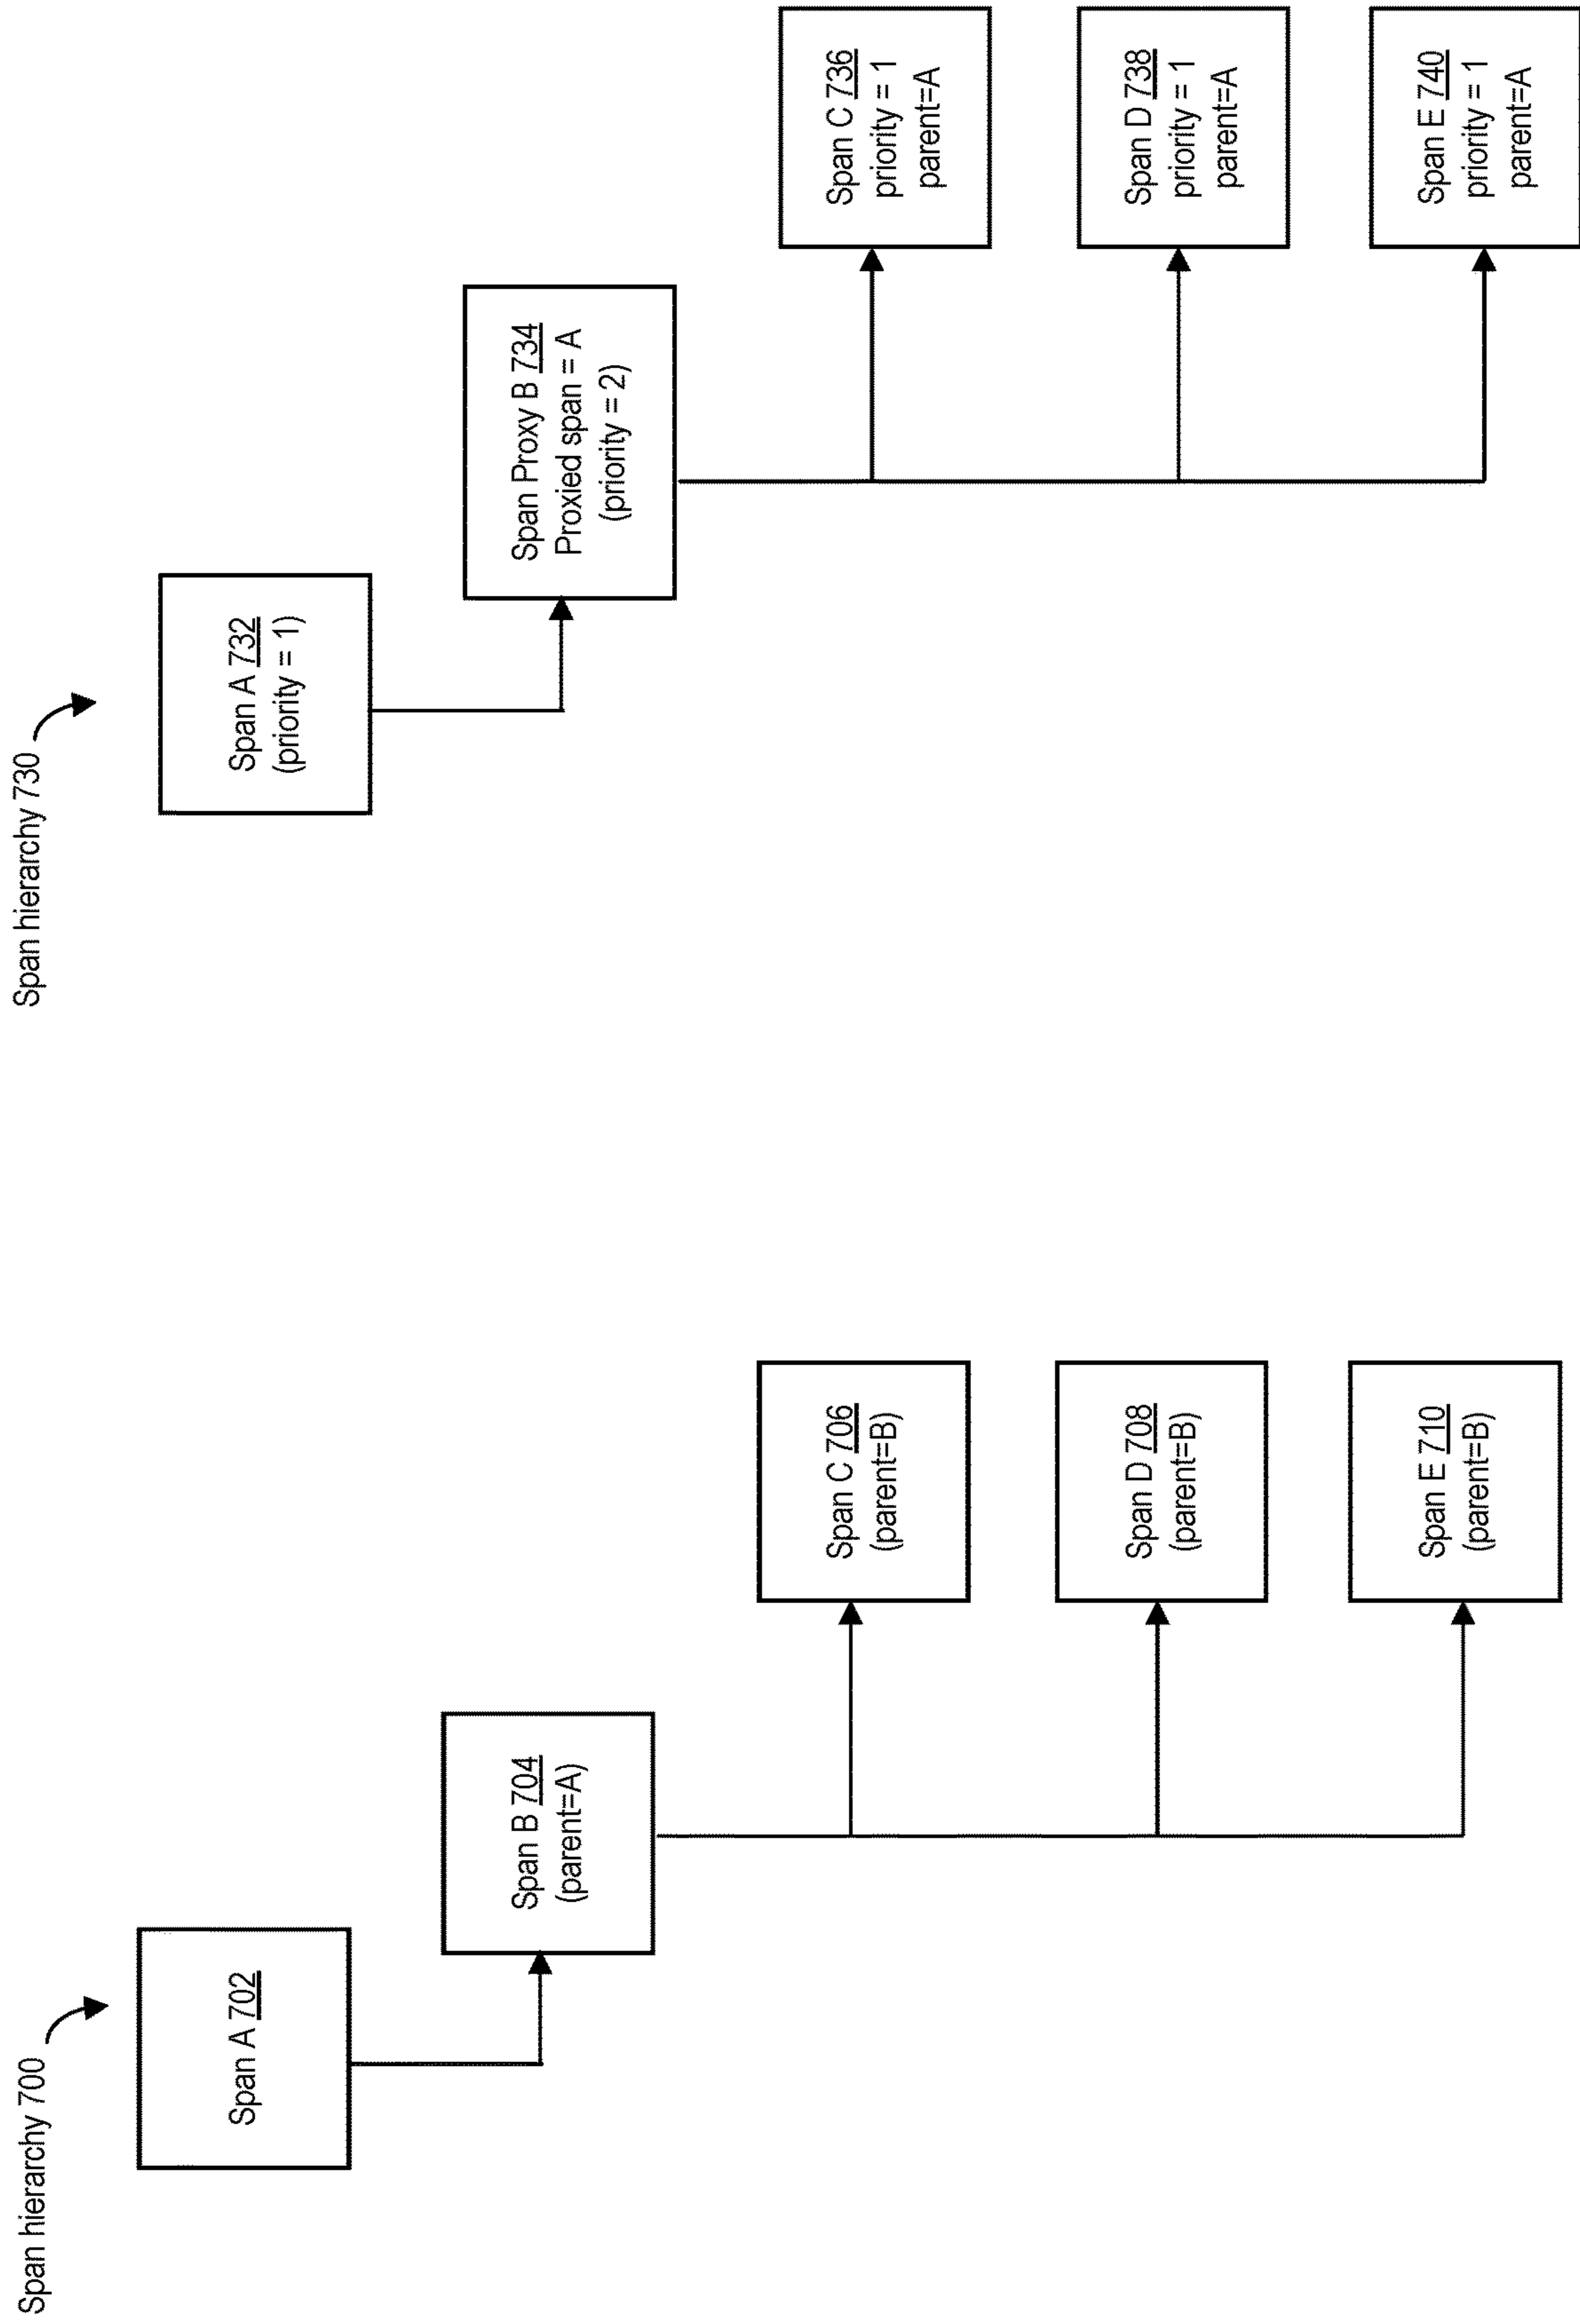 Span hierarchy 700
Span A 702
Span B 704
(parent=A)
Span C 706
(parent=B)
Span D 708
(parent=B)
Span E 710
(parent=B)
Span hierarchy 730
Span A 732
(priority = 1)
Span Proxy B 734
Proxied span = A
(priority = 2)
Span C 736
priority = 1
parent=A
Span D 738
priority = 1
parent=A
Span E 740
priority = 1
parent=A